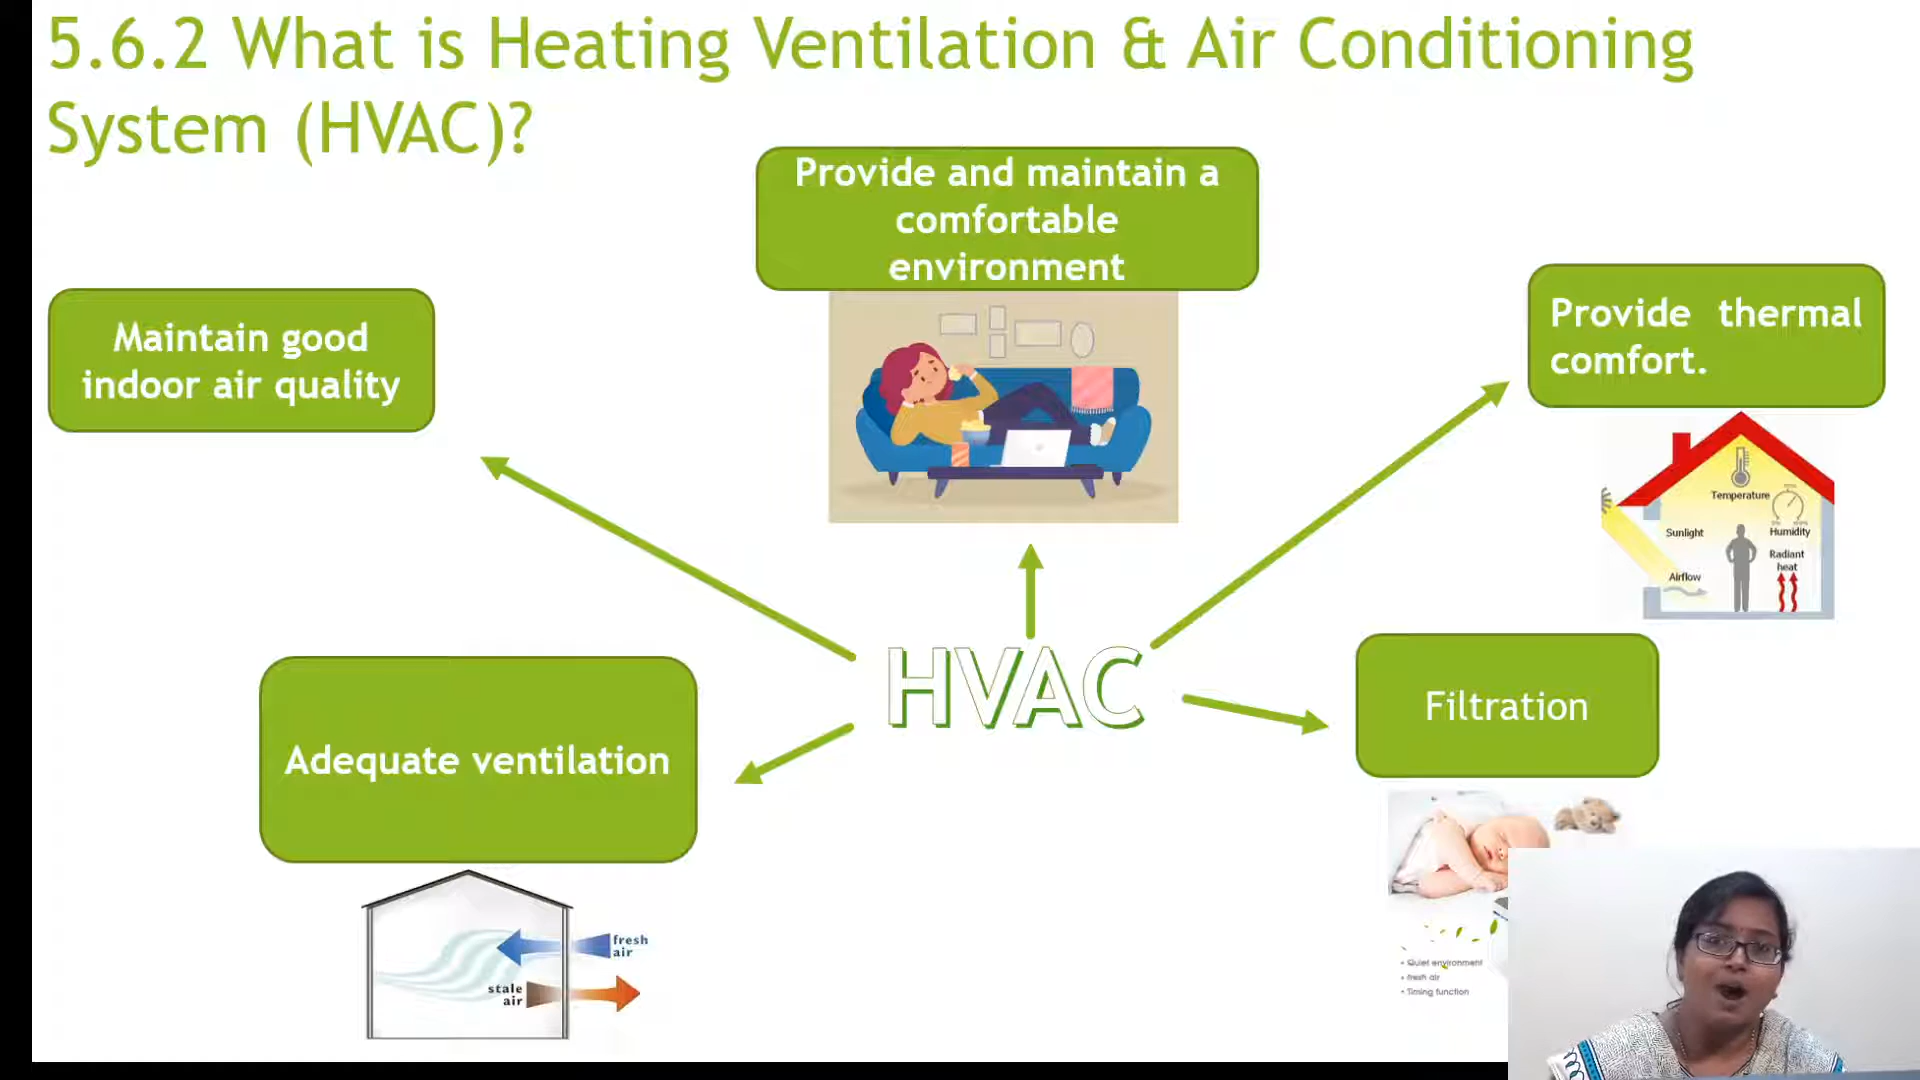 5.6.2 What is Heating Ventilation & Air Conditioning
System (HVAC)?
Provide and maintain a
comfortable
environment
Maintain good
indoor air quality
Provide thermal
comfort.
Temperature
Sunlight
Humidity
Radiant
heat
Airflow
HVAC
Filtration
Adequate ventilation
fresh
air
stale
air
• Quiet environment
• fresh air
• Timing function